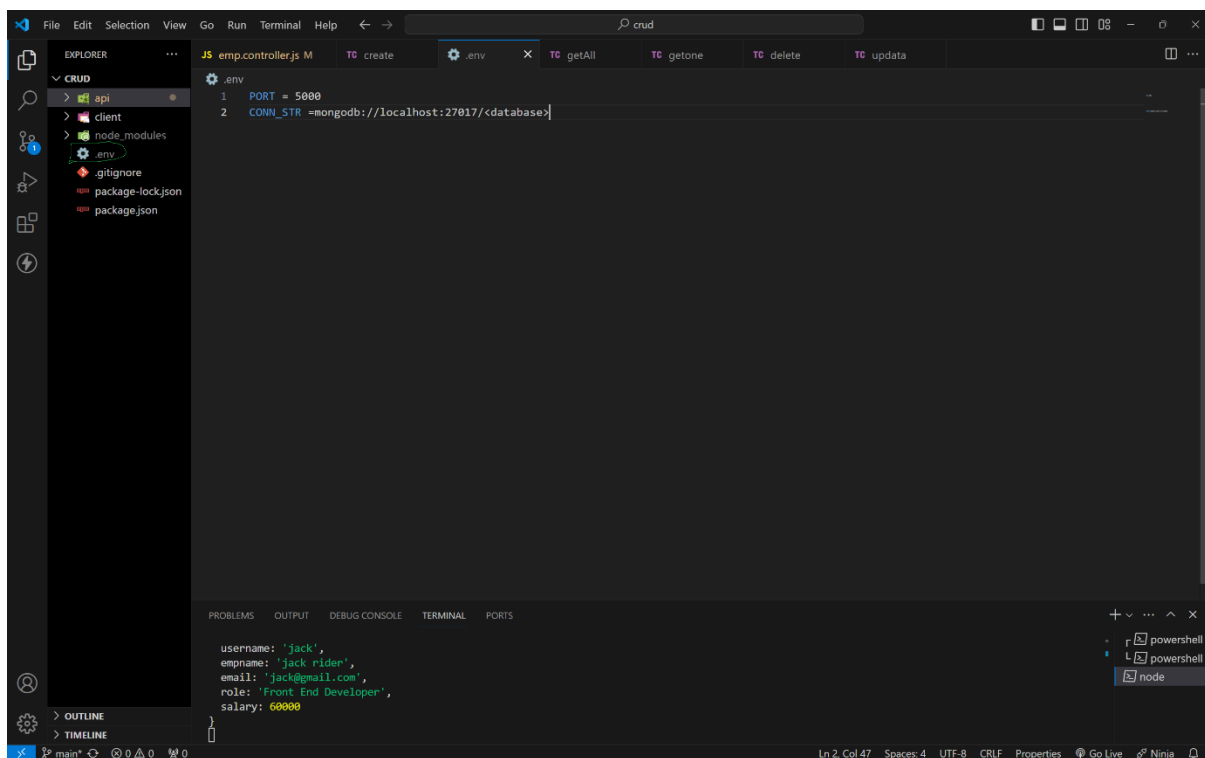 File Edit Selection View Go Run Terminal Help
crud
EXPLORER
CRUD
api
client
node_modules
.env
.gitignore
package-lock.json
package.json
OUTLINE
TIMELINE
JS emp.controller.js M TC create .env TC getAll TC getone TC delete TC updata
.env
1 PORT = 5000
2 CONN_STR =mongodb://localhost:27017/<database>
PROBLEMS OUTPUT DEBUG CONSOLE TERMINAL PORTS
username: 'jack',
empname: 'jack rider',
email: 'jack@gmail.com',
role: 'Front End Developer',
salary: 60000
}
powershell
powershell
node
1
main* 0 0 0 Ln 2, Col 47 Spaces: 4 UTF-8 CRLF Properties Go Live Ninja